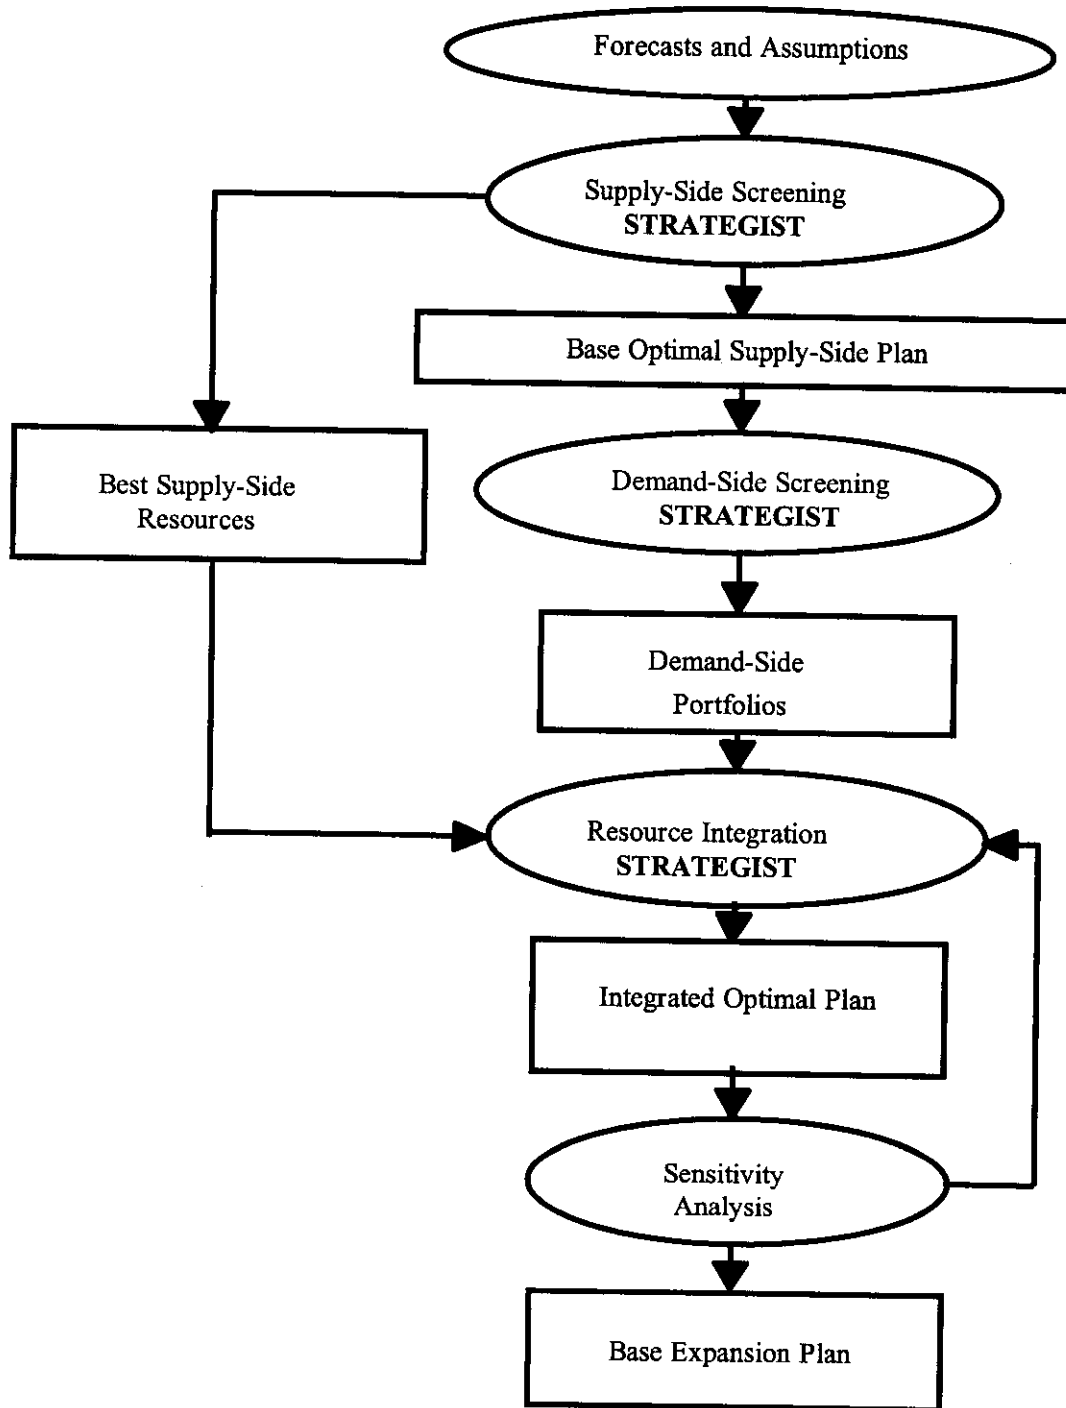 Forecasts and Assumptions
Supply-Side Screening
STRATEGIST
Base Optimal Supply-Side Plan
Best Supply-Side
Resources
Demand-Side Screening
STRATEGIST
Demand-Side
Portfolios
Resource Integration
STRATEGIST
Integrated Optimal Plan
Sensitivity
Analysis
Base Expansion Plan